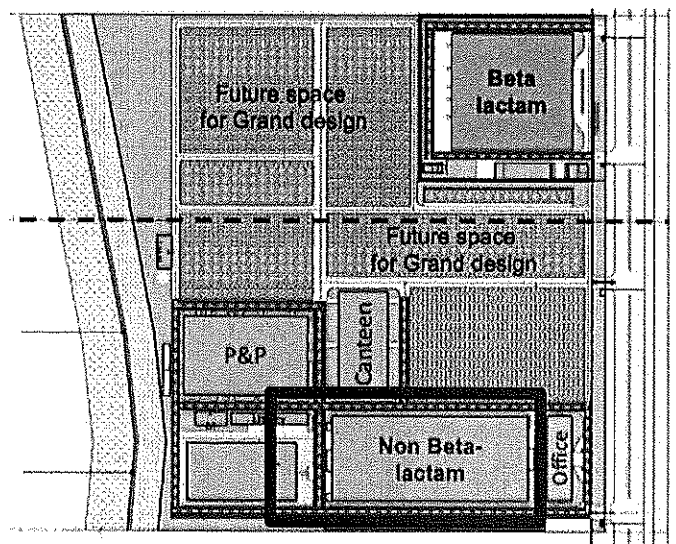 Future space
for Grand design
Beta
lactam
Future space
for Grand design
P&P
Canteen
Non Beta-
lactam
Office